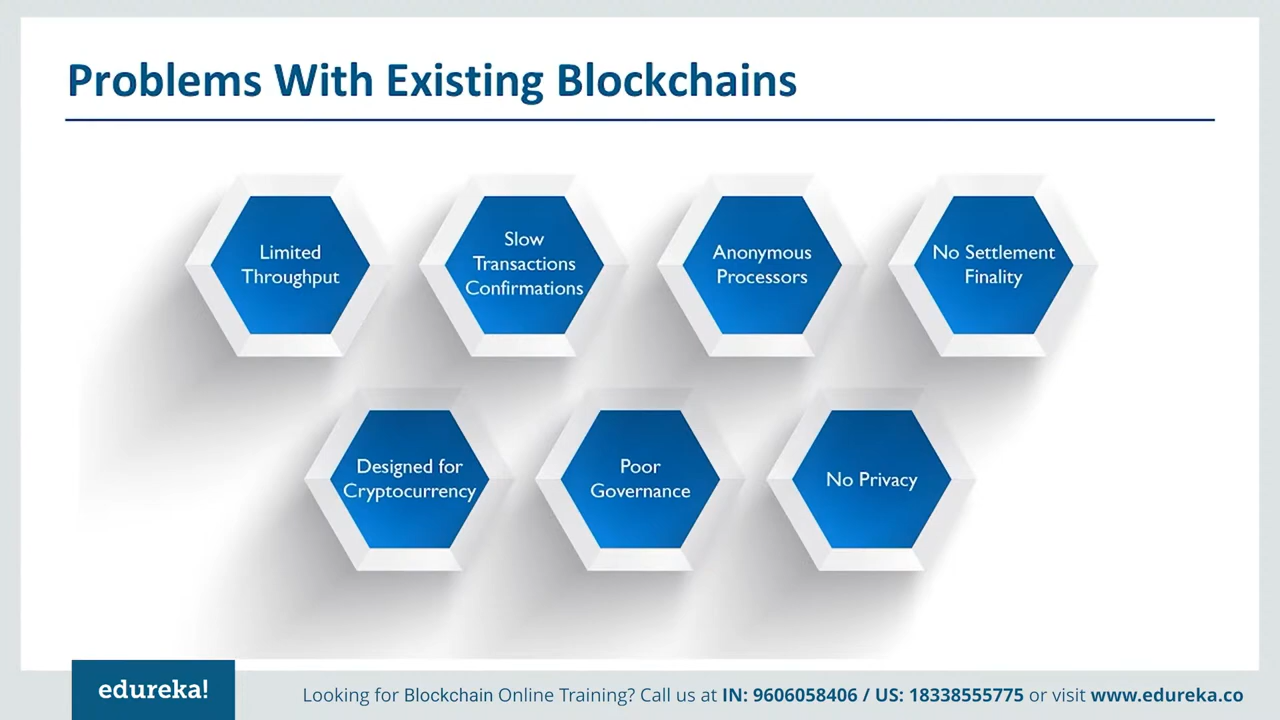 Problems With Existing Blockchains
Limited
Throughput
Slow
Transactions
Confirmations
Anonymous
Processors
No Settlement
Finality
Designed for
Cryptocurrency
Poor
Governance
No Privacy
edureka!
Looking for Blockchain Online Training? Call us at IN: 9606058406 / US: 18338555775 or visit www.edureka.co